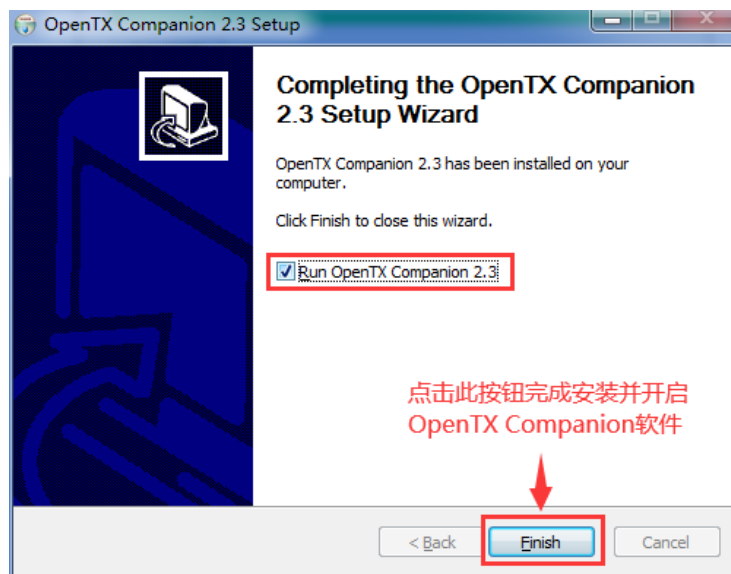 OpenTX Companion 2.3 Setup
Completing the OpenTX Companion
2.3 Setup Wizard
OpenTX Companion 2.3 has been installed on your
computer.
Click Finish to close this wizard.
Run OpenTX Companion 2.3
点击此按钮完成安装并开启
OpenTX Companion软件
< Back Finish Cancel